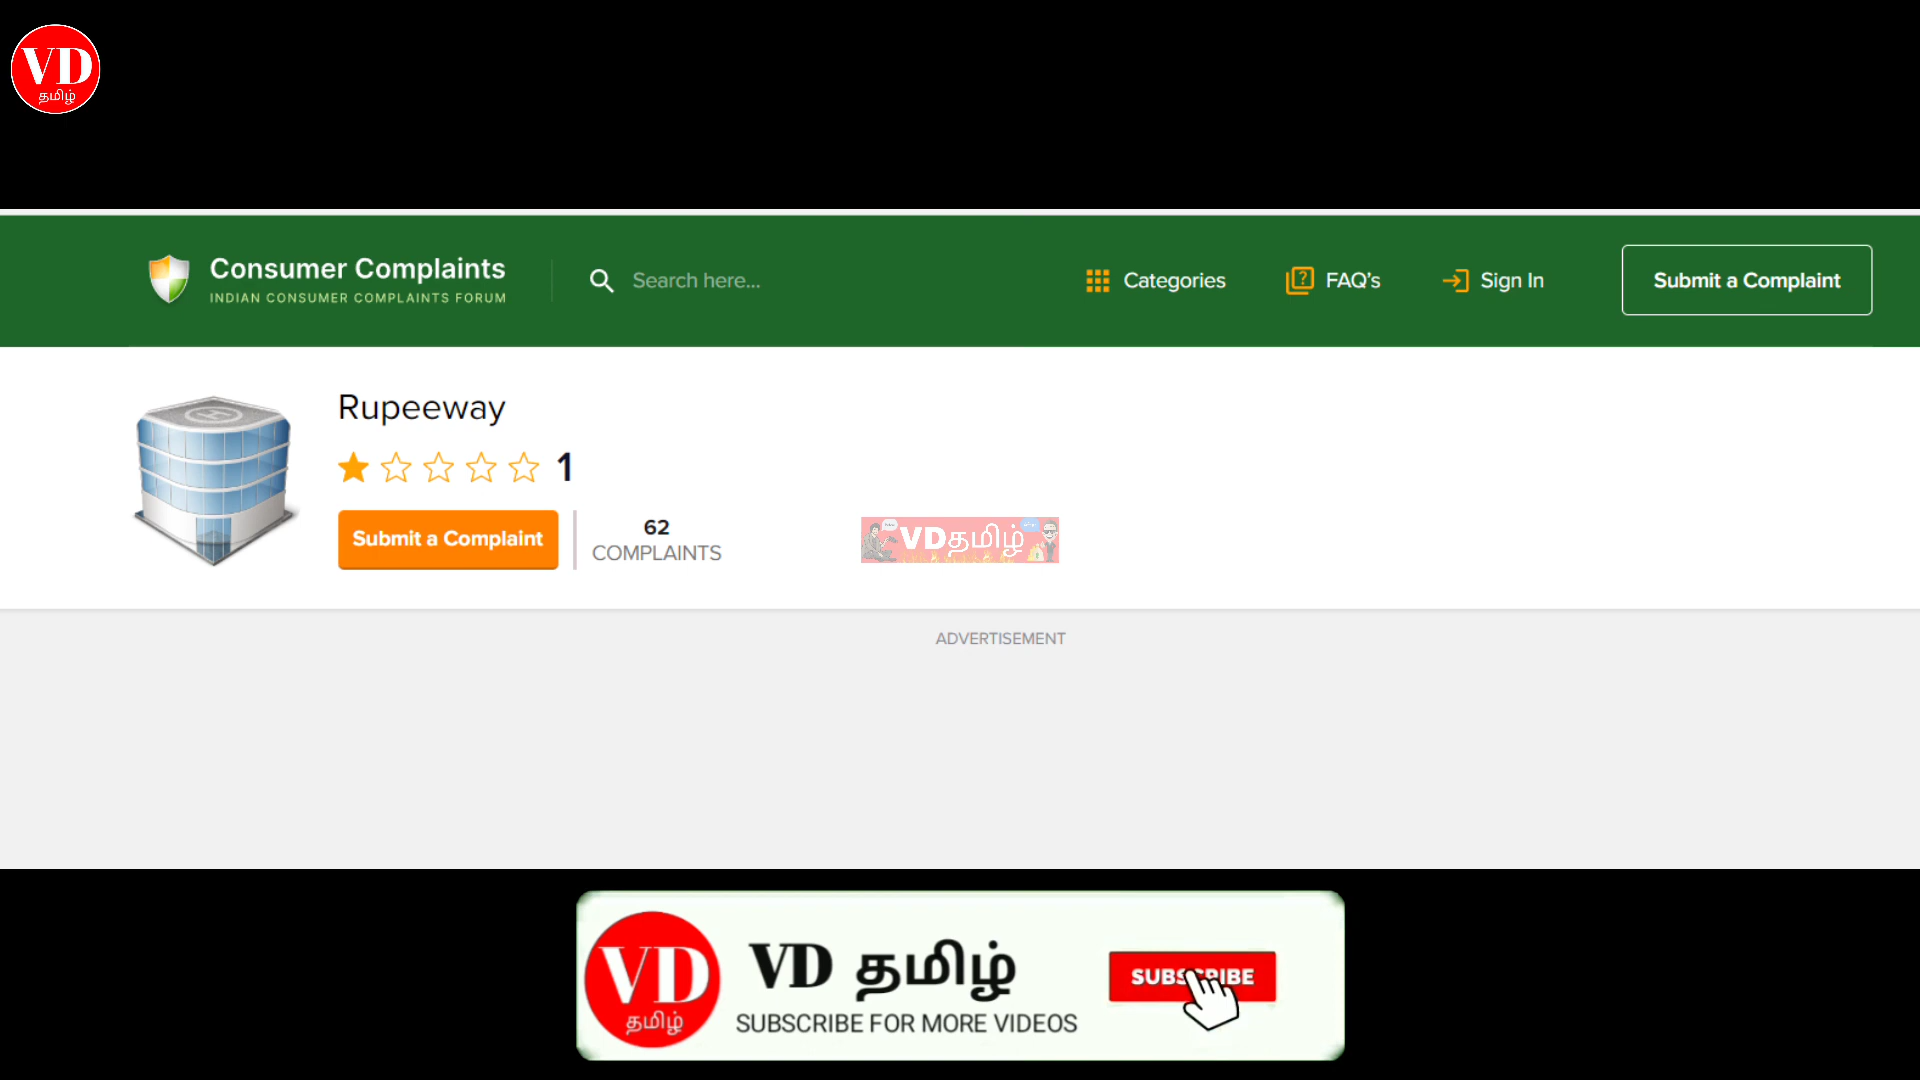 VD
தமிழ்
Consumer Complaints
INDIAN CONSUMER COMPLAINTS FORUM
Search here...
Categories
FAQ's
Sign In
Submit a Complaint
Rupeeway
1
Submit a Complaint
62
COMPLAINTS
VDதமிழ்
ADVERTISEMENT
VD
தமிழ்
VD தமிழ்
SUBSCRIBE FOR MORE VIDEOS
SUBSCRIBE